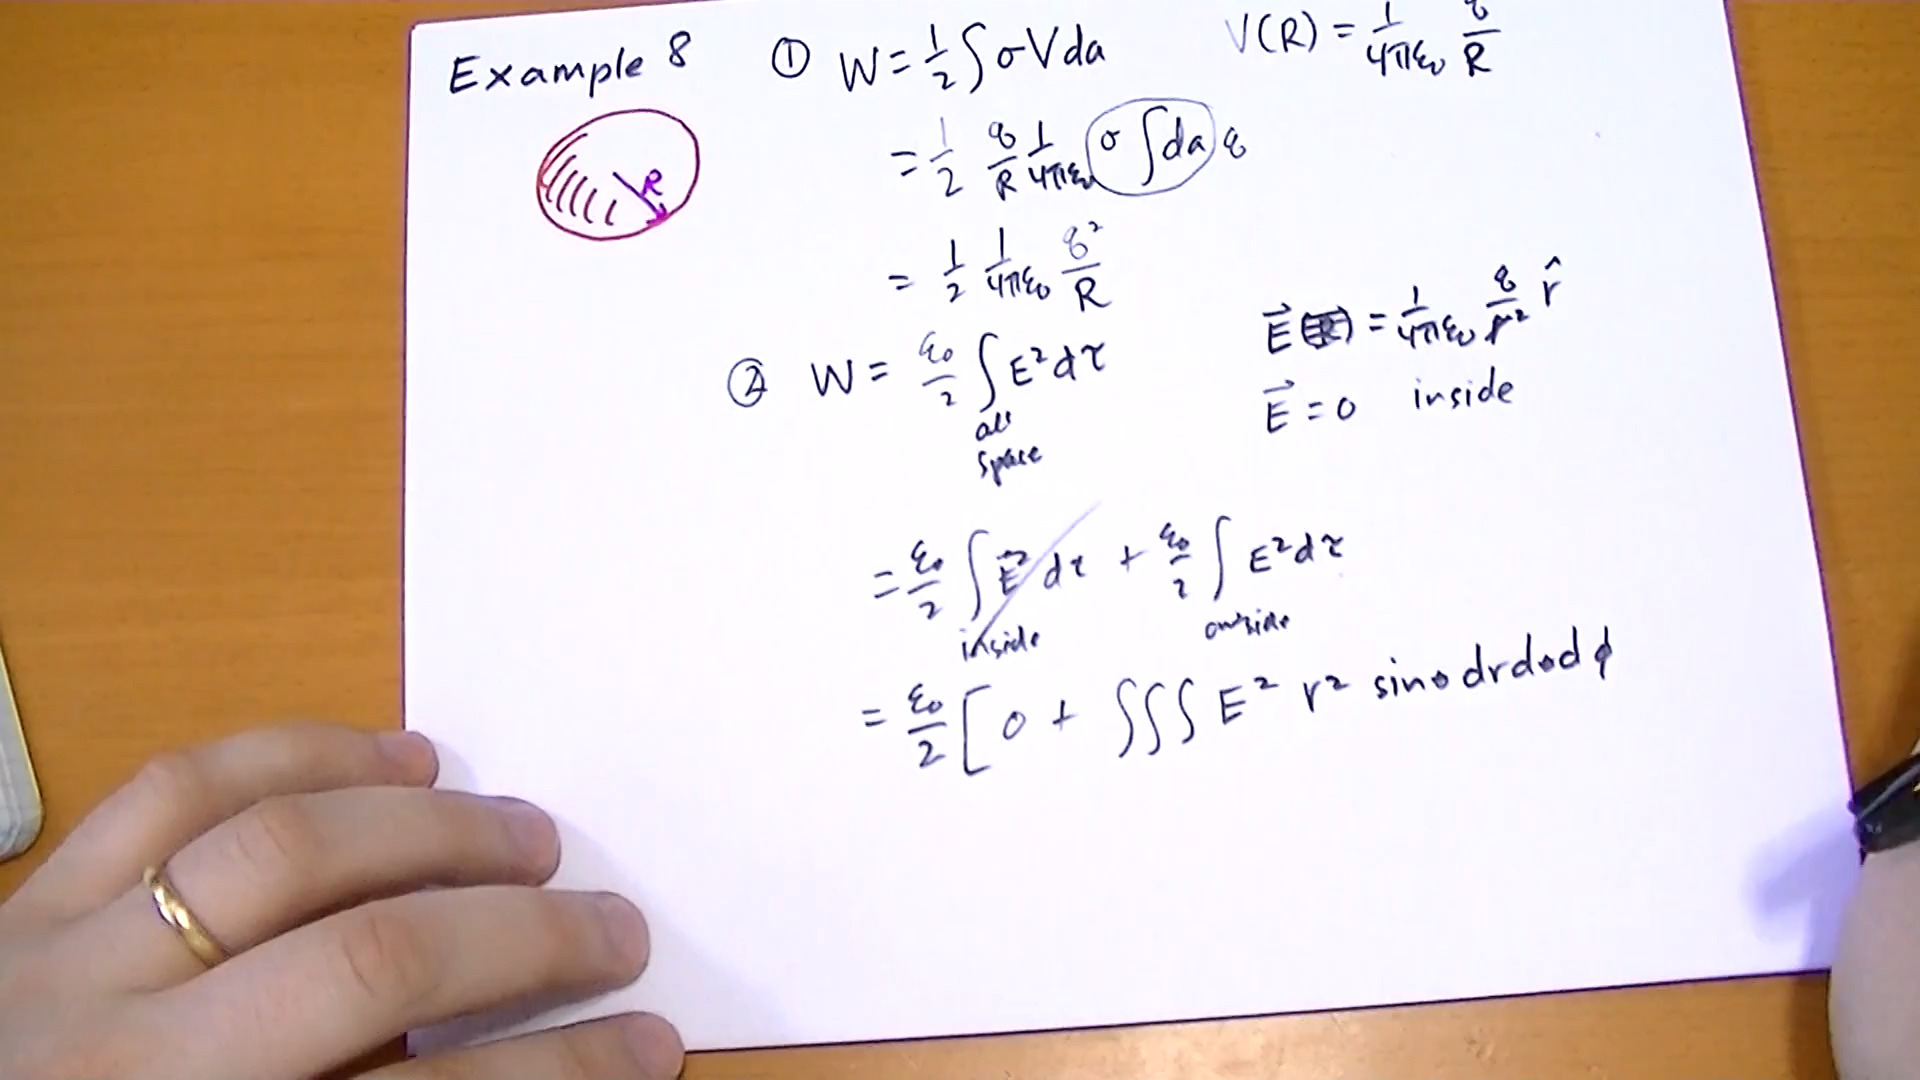 Example 8
① W = 1/2 ∫ σ V da
V(R) = 1/4πε₀ q/R
= 1/2 q/R 1/4πε₀ σ ∫ da q
= 1/2 1/4πε₀ q²/R
R
② W = ε₀/2 ∫ E² dτ
all
space
E⃗ = 1/4πε₀ q/r² r̂
E⃗ = 0 inside
= ε₀/2 ∫ E² dτ + ε₀/2 ∫ E² dτ
inside outside
= ε₀/2 [ 0 + ∫∫∫ E² r² sinθ dr dθ dϕ